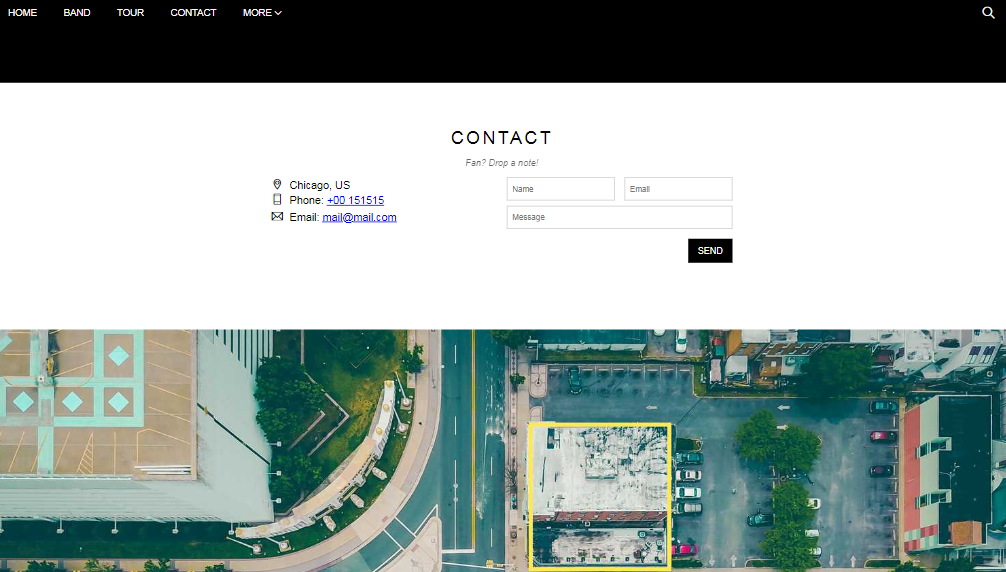 HOME BAND TOUR CONTACT MORE
CONTACT
Fan? Drop a note!
Chicago, US
Phone: +00 151515
Email: mail@mail.com
Name Email
Message
SEND